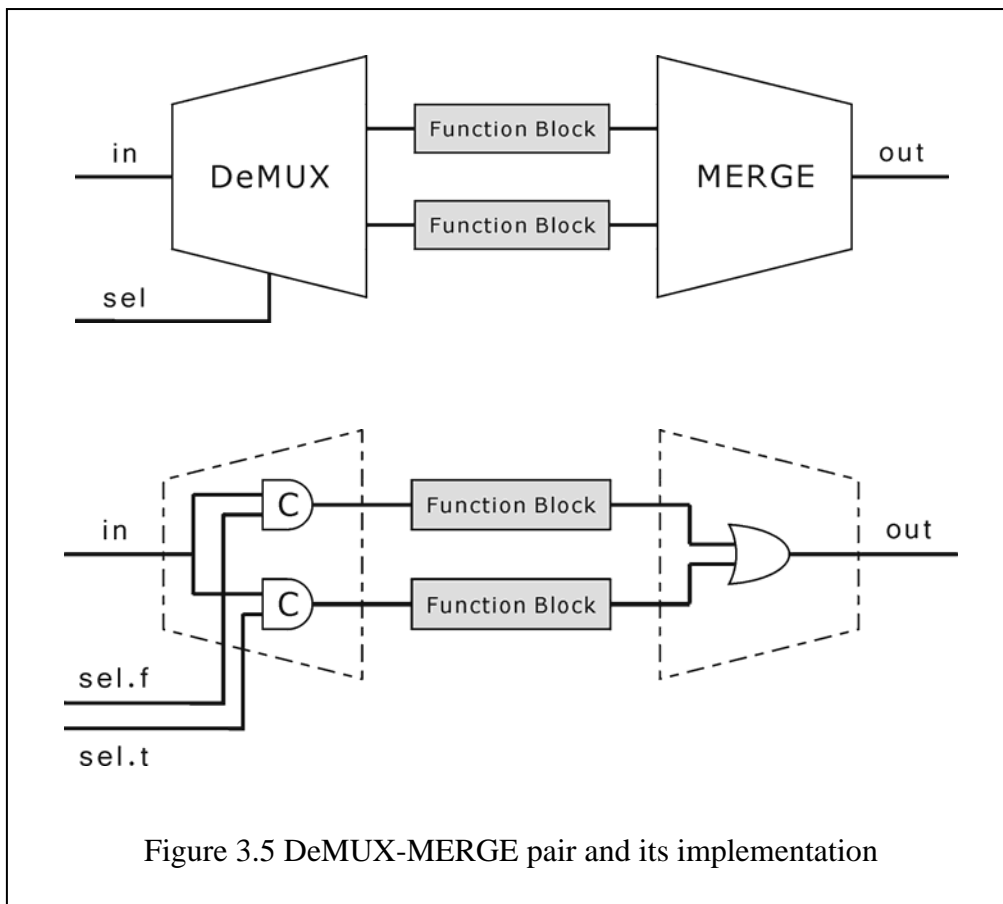 Function Block
in
out
DeMUX
MERGE
Function Block
sel
C
Function Block
in
out
C
Function Block
sel.f
sel.t
Figure 3.5 DeMUX-MERGE pair and its implementation